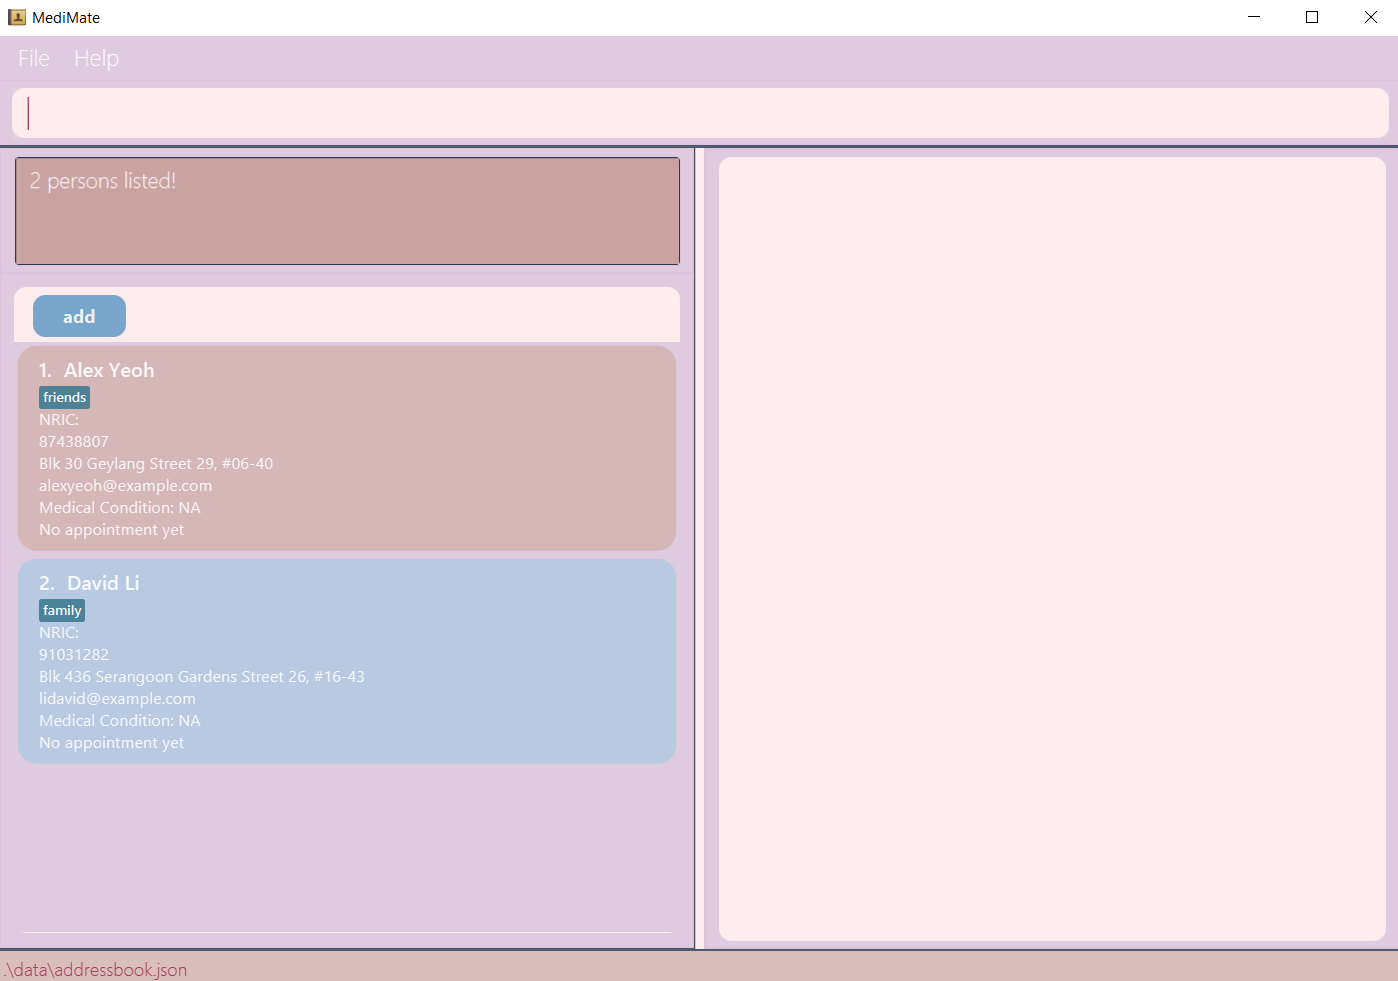 MediMate
File Help
2 persons listed!
add
1. Alex Yeoh
friends
NRIC:
87438807
Blk 30 Geylang Street 29, #06-40
alexyeoh@example.com
Medical Condition: NA
No appointment yet
2. David Li
family
NRIC:
91031282
Blk 436 Serangoon Gardens Street 26, #16-43
lidavid@example.com
Medical Condition: NA
No appointment yet
.\data\addressbook.json